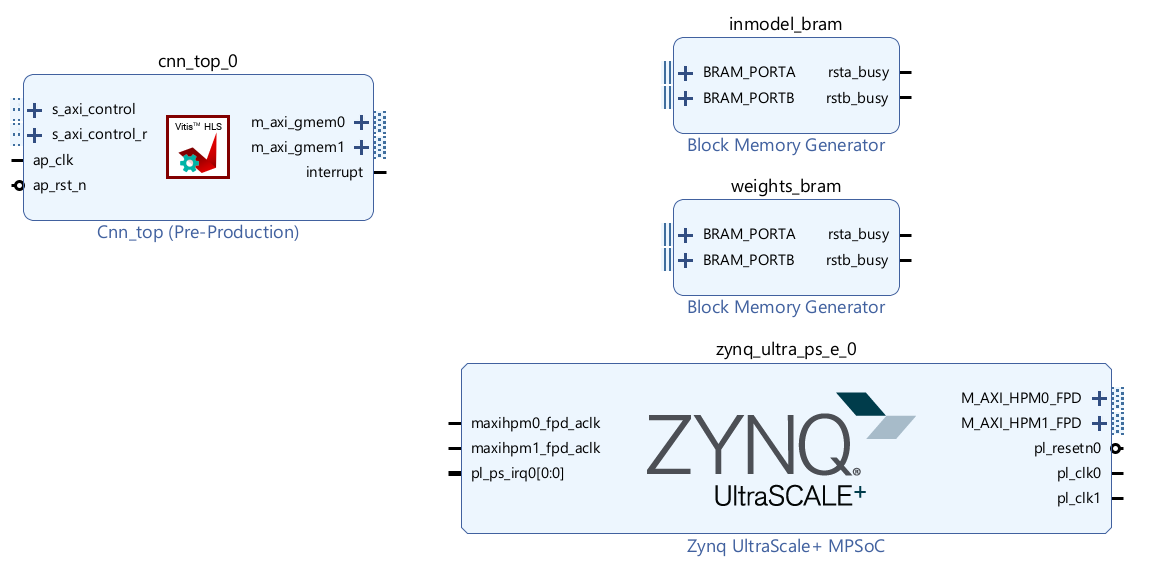 cnn_top_0
s_axi_control
s_axi_control_r
ap_clk
ap_rst_n
Vitis™ HLS
m_axi_gmem0
m_axi_gmem1
interrupt
Cnn_top (Pre-Production)
inmodel_bram
BRAM_PORTA
rsta_busy
BRAM_PORTB
rstb_busy
Block Memory Generator
weights_bram
BRAM_PORTA
rsta_busy
BRAM_PORTB
rstb_busy
Block Memory Generator
zynq_ultra_ps_e_0
maxihpm0_fpd_aclk
maxihpm1_fpd_aclk
pl_ps_irq0[0:0]
ZYNQ®
UltraSCALE+
M_AXI_HPM0_FPD
M_AXI_HPM1_FPD
pl_resetn0
pl_clk0
pl_clk1
Zynq UltraScale+ MPSoC